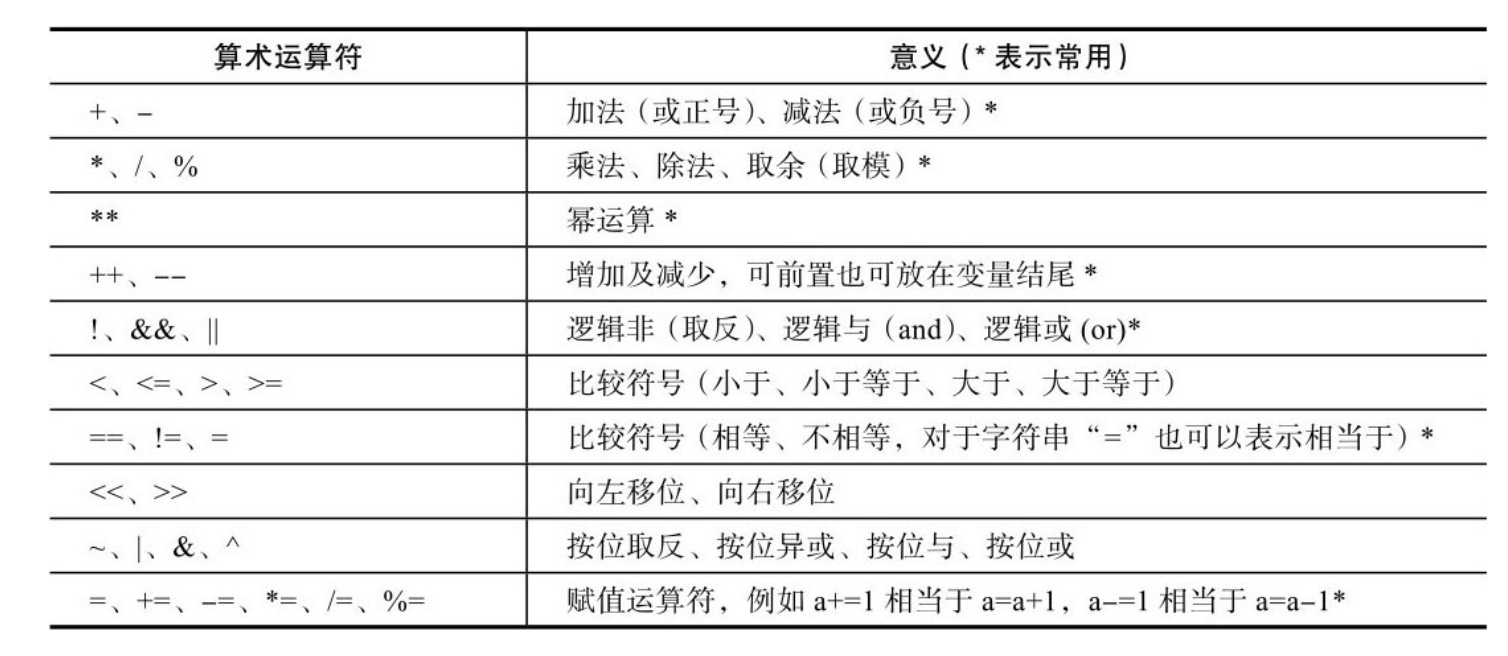 算术运算符 意义（* 表示常用）
+、– 加法（或正号）、减法（或负号）*
*、/、% 乘法、除法、取余（取模）*
** 幂运算 *
++、-- 增加及减少，可前置也可放在变量结尾 *
!、&&、|| 逻辑非（取反）、逻辑与（and）、逻辑或 (or)*
<、<=、>、>= 比较符号（小于、小于等于、大于、大于等于）
==、!=、= 比较符号（相等、不相等，对于字符串“=”也可以表示相当于）*
<<、>> 向左移位、向右移位
~、|、&、^ 按位取反、按位异或、按位与、按位或
=、+=、-=、*=、/=、%= 赋值运算符，例如 a+=1 相当于 a=a+1，a-=1 相当于 a=a-1*